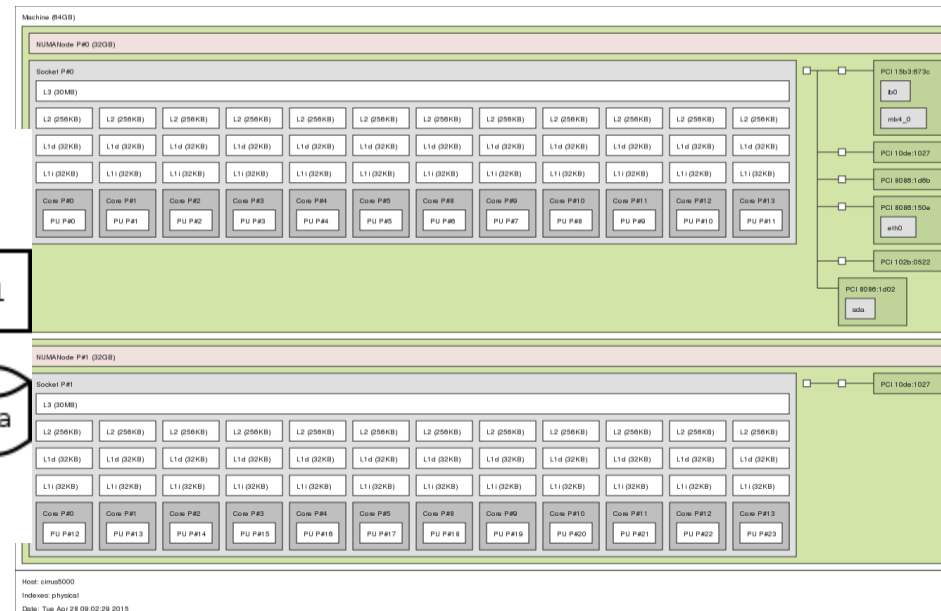 Machine (64GB)
NUMANode P#0 (32GB)
Socket P#0
L3 (30MB)
L2 (256KB) L2 (256KB) L2 (256KB) L2 (256KB) L2 (256KB) L2 (256KB) L2 (256KB) L2 (256KB) L2 (256KB) L2 (256KB) L2 (256KB) L2 (256KB)
L1d (32KB) L1d (32KB) L1d (32KB) L1d (32KB) L1d (32KB) L1d (32KB) L1d (32KB) L1d (32KB) L1d (32KB) L1d (32KB) L1d (32KB) L1d (32KB)
L1i (32KB) L1i (32KB) L1i (32KB) L1i (32KB) L1i (32KB) L1i (32KB) L1i (32KB) L1i (32KB) L1i (32KB) L1i (32KB) L1i (32KB) L1i (32KB)
Core P#0 Core P#1 Core P#2 Core P#3 Core P#4 Core P#5 Core P#8 Core P#9 Core P#10 Core P#11 Core P#12 Core P#13
PU P#0 PU P#1 PU P#2 PU P#3 PU P#4 PU P#5 PU P#6 PU P#7 PU P#8 PU P#9 PU P#10 PU P#11
PCI 15b3:673c
ib0
mlx4_0
PCI 10de:1027
PCI 8086:1d6b
PCI 8086:150e
eth0
PCI 102b:0522
PCI 8086:1d02
sda
1
a
NUMANode P#1 (32GB)
Socket P#1
L3 (30MB)
L2 (256KB) L2 (256KB) L2 (256KB) L2 (256KB) L2 (256KB) L2 (256KB) L2 (256KB) L2 (256KB) L2 (256KB) L2 (256KB) L2 (256KB) L2 (256KB)
L1d (32KB) L1d (32KB) L1d (32KB) L1d (32KB) L1d (32KB) L1d (32KB) L1d (32KB) L1d (32KB) L1d (32KB) L1d (32KB) L1d (32KB) L1d (32KB)
L1i (32KB) L1i (32KB) L1i (32KB) L1i (32KB) L1i (32KB) L1i (32KB) L1i (32KB) L1i (32KB) L1i (32KB) L1i (32KB) L1i (32KB) L1i (32KB)
Core P#0 Core P#1 Core P#2 Core P#3 Core P#4 Core P#5 Core P#8 Core P#9 Core P#10 Core P#11 Core P#12 Core P#13
PU P#12 PU P#13 PU P#14 PU P#15 PU P#16 PU P#17 PU P#18 PU P#19 PU P#20 PU P#21 PU P#22 PU P#23
PCI 10de:1027
Host: cirrus5000
Indexes: physical
Date: Tue Apr 28 09:02:29 2015